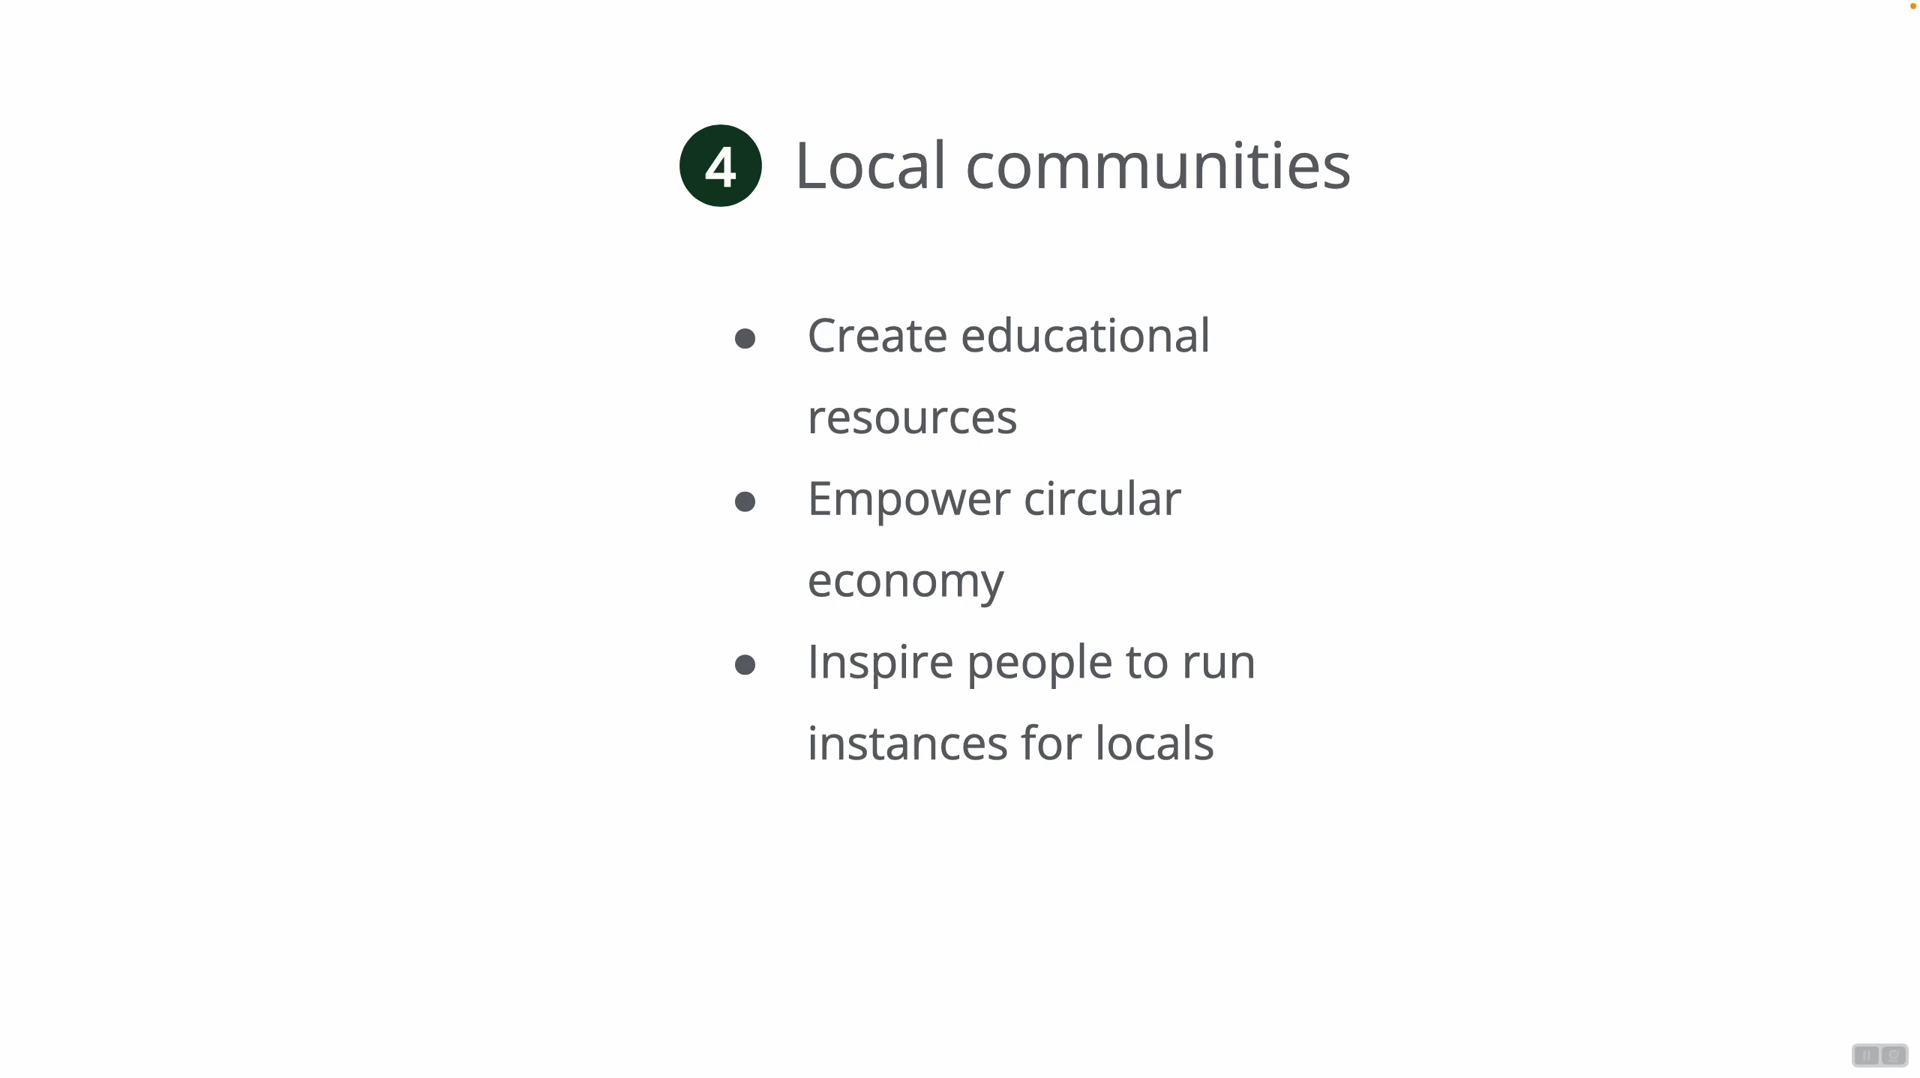 4 Local communities
● Create educational
resources
● Empower circular
economy
● Inspire people to run
instances for locals